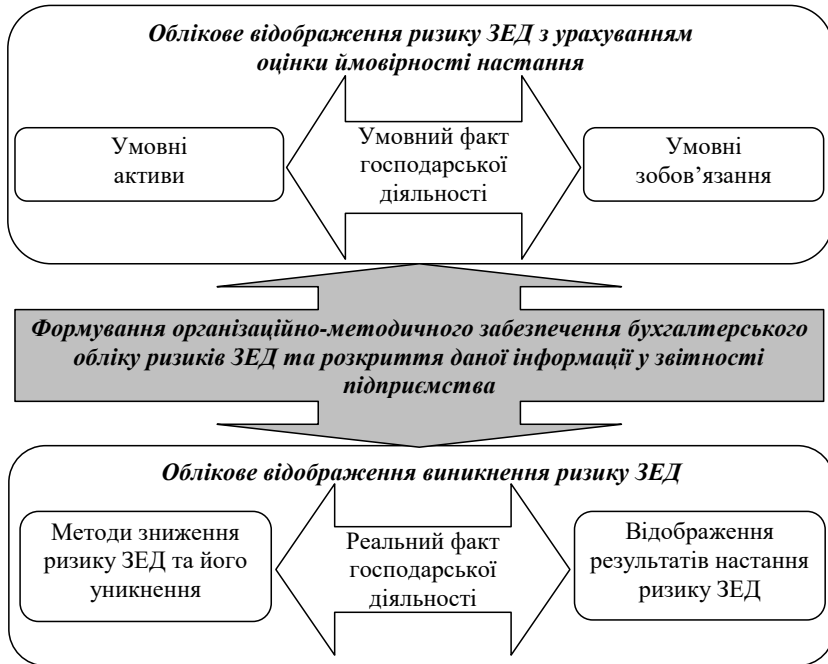 Облікове відображення ризику ЗЕД з урахуванням
оцінки ймовірності настання
Умовні
активи
Умовний факт
господарської
діяльності
Умовні
зобов’язання
Формування організаційно-методичного забезпечення бухгалтерського
обліку ризиків ЗЕД та розкриття даної інформації у звітності
підприємства
Облікове відображення виникнення ризику ЗЕД
Методи зниження
ризику ЗЕД та його
уникнення
Реальний факт
господарської
діяльності
Відображення
результатів настання
ризику ЗЕД